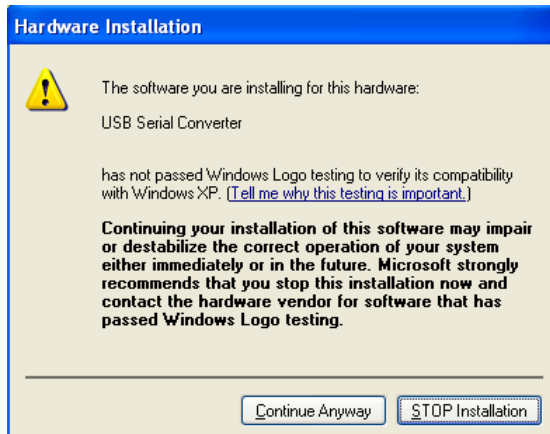 Hardware Installation
The software you are installing for this hardware:
USB Serial Converter
has not passed Windows Logo testing to verify its compatibility
with Windows XP. (Tell me why this testing is important.)
Continuing your installation of this software may impair
or destabilize the correct operation of your system
either immediately or in the future. Microsoft strongly
recommends that you stop this installation now and
contact the hardware vendor for software that has
passed Windows Logo testing.
Continue Anyway
STOP Installation